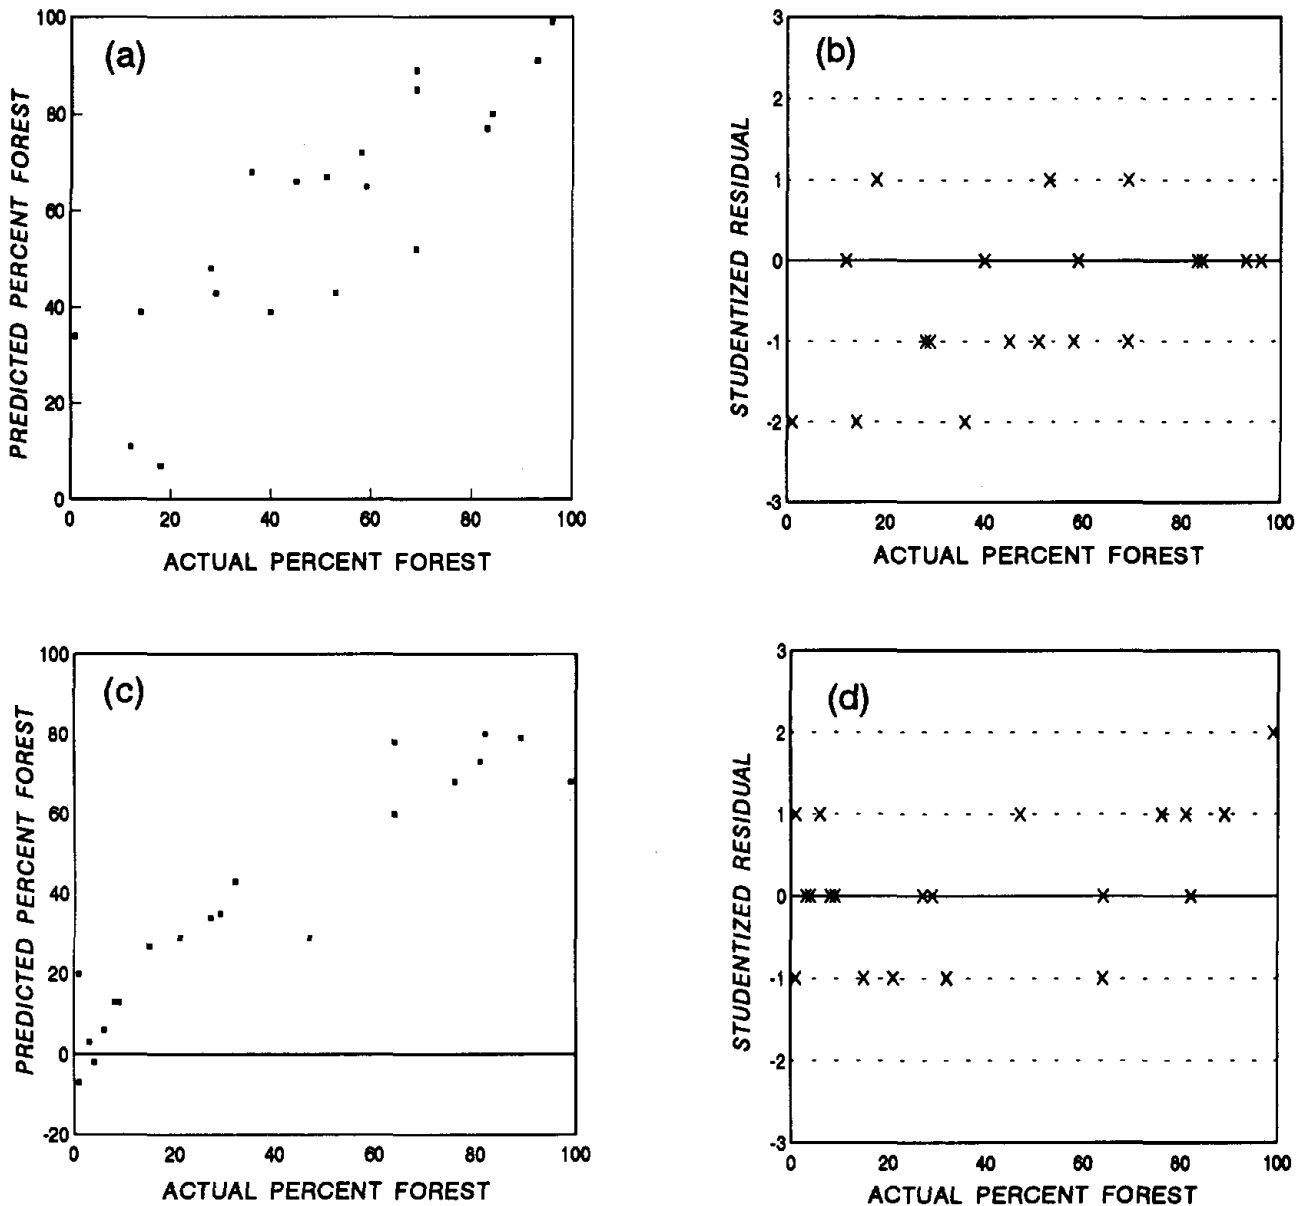 (a)
PREDICTED PERCENT FOREST
100
80
60
40
20
0
0 20 40 60 80 100
ACTUAL PERCENT FOREST
(b)
STUDENTIZED RESIDUAL
3
2
1
0
-1
-2
-3
0 20 40 60 80 100
ACTUAL PERCENT FOREST
(c)
PREDICTED PERCENT FOREST
100
80
60
40
20
0
-20
0 20 40 60 80 100
ACTUAL PERCENT FOREST
(d)
STUDENTIZED RESIDUAL
3
2
1
0
-1
-2
-3
0 20 40 60 80 100
ACTUAL PERCENT FOREST